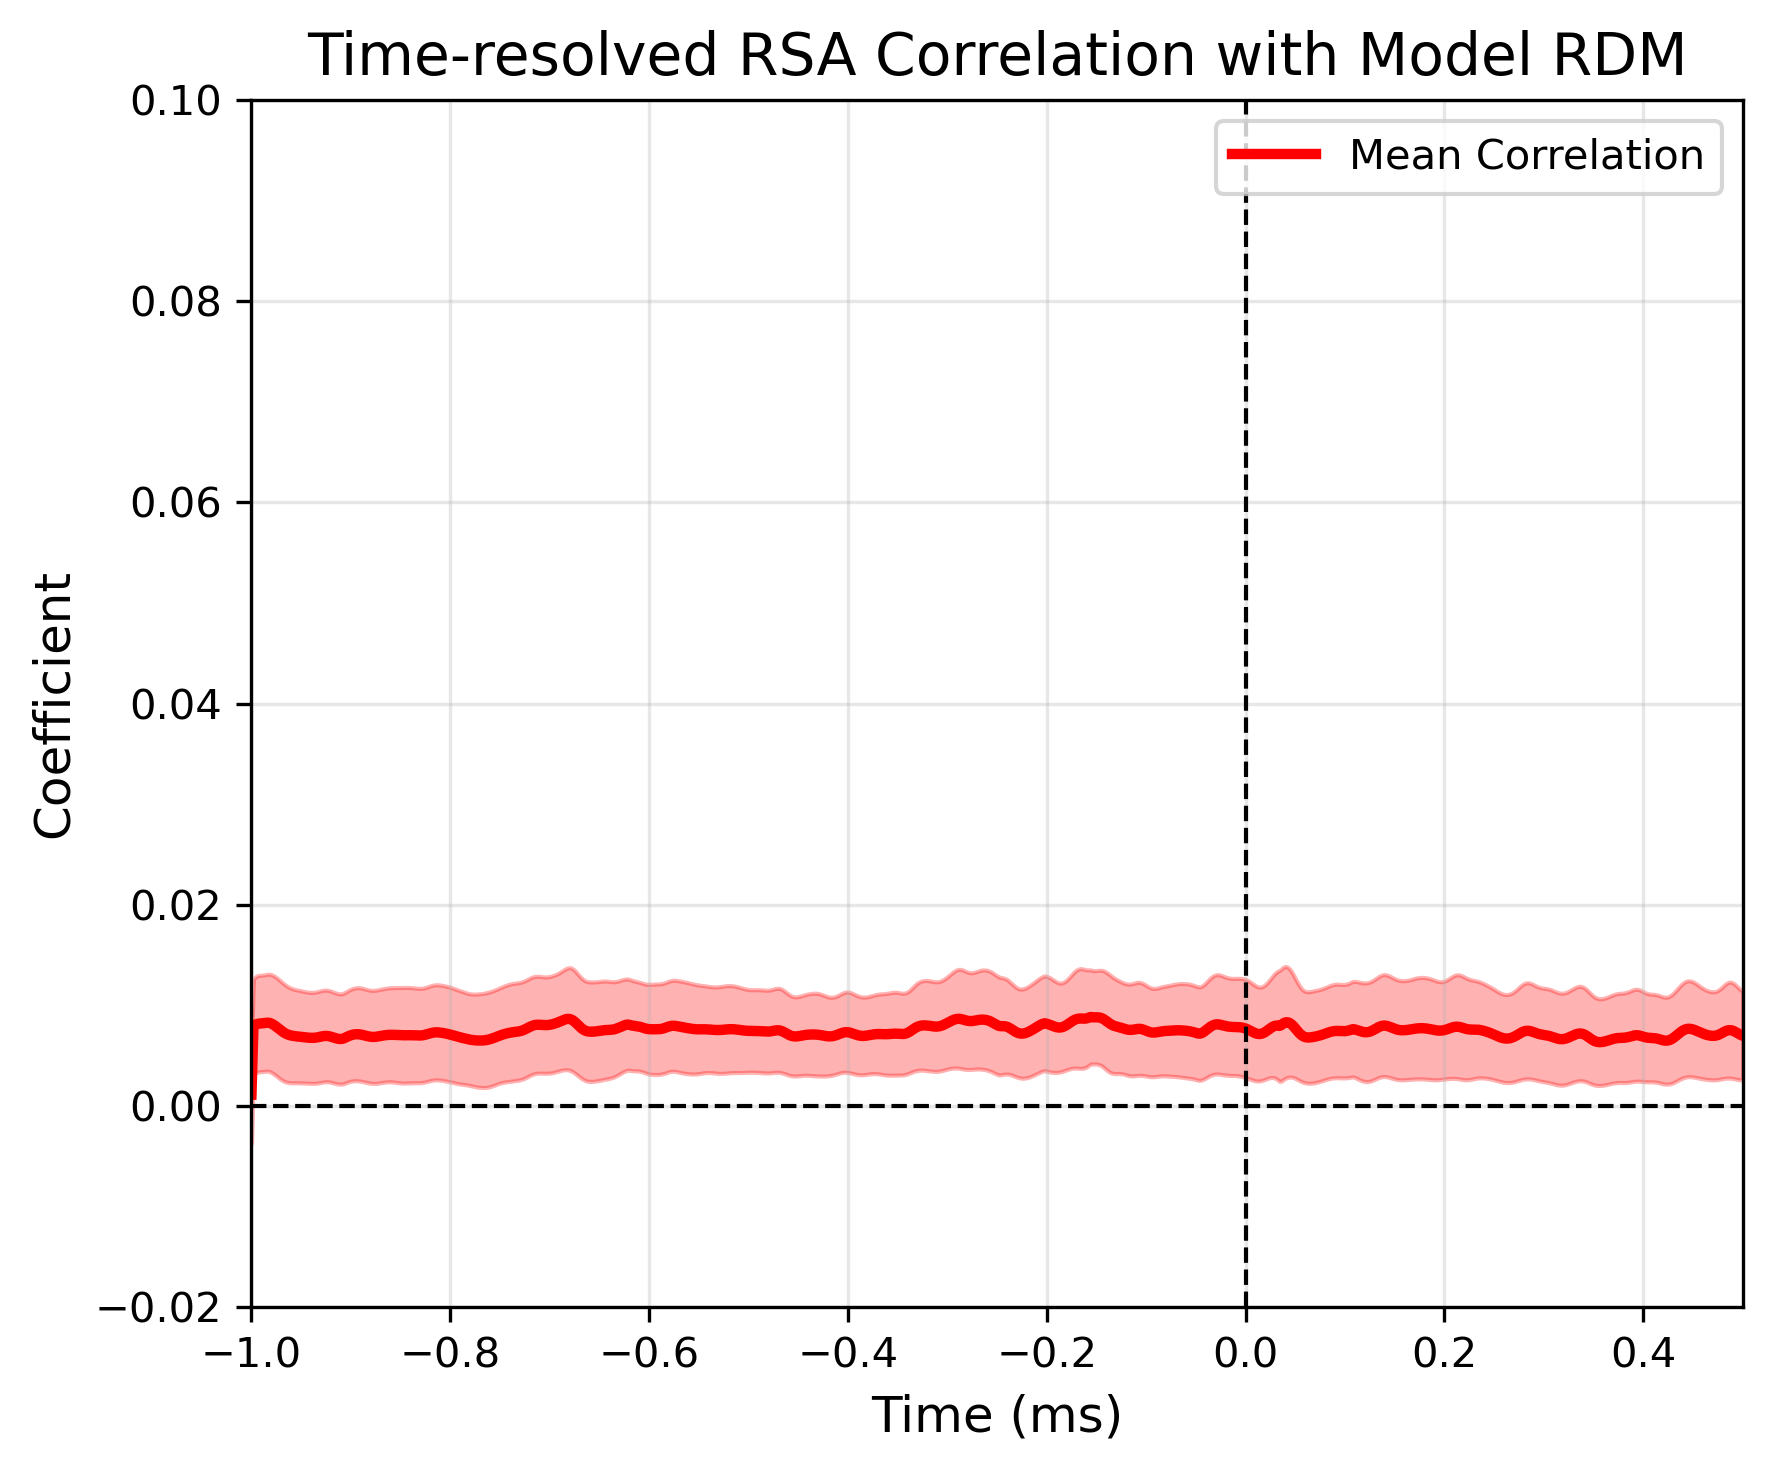 Time-resolved RSA Correlation with Model RDM
Mean Correlation
0.10
0.08
0.06
0.04
0.02
0.00
−0.02
Coefficient
−1.0 −0.8 −0.6 −0.4 −0.2 0.0 0.2 0.4
Time (ms)